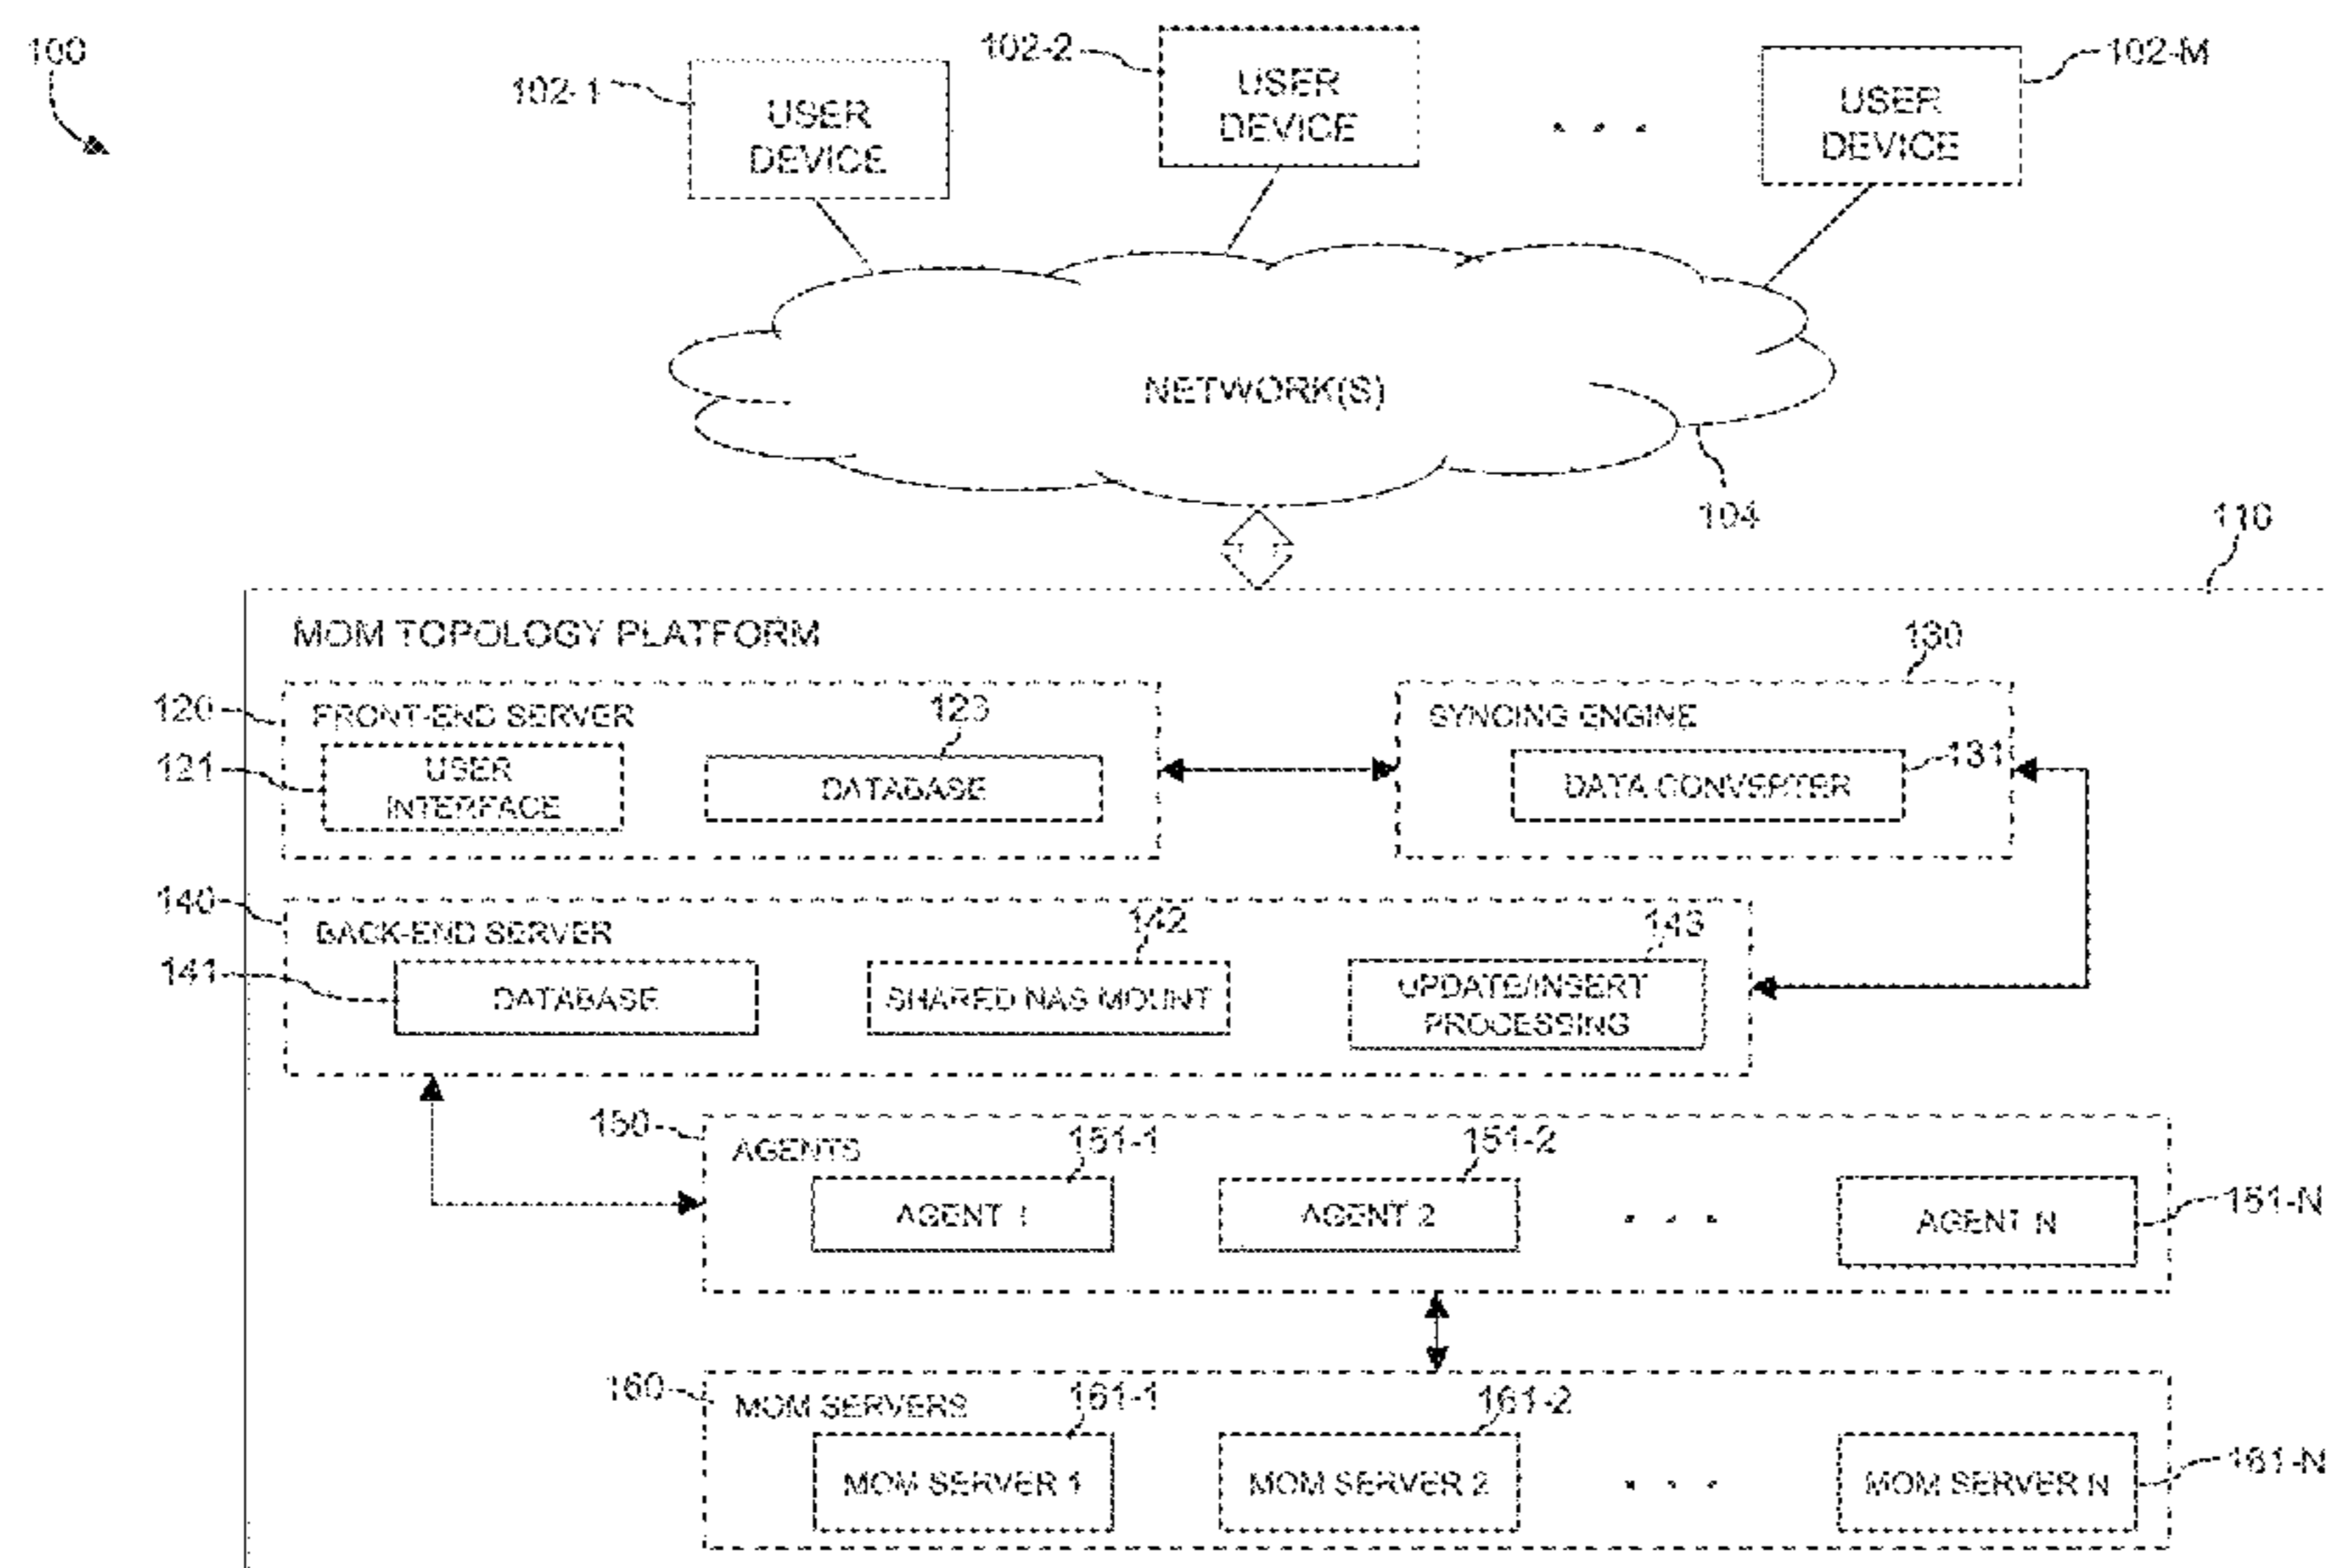 100
102-1
USER
DEVICE
102-2
USER
DEVICE
. . .
102-M
USER
DEVICE
NETWORK(S)
104
110
MOM TOPOLOGY PLATFORM
120
FRONT-END SERVER
121
USER
INTERFACE
123
DATABASE
130
SYNCING ENGINE
131
DATA CONVERTER
140
BACK-END SERVER
141
DATABASE
142
SHARED NAS MOUNT
143
UPDATE/INSERT
PROCESSING
150
AGENTS
151-1
AGENT 1
151-2
AGENT 2
. . .
151-N
AGENT N
160
MOM SERVERS
161-1
MOM SERVER 1
161-2
MOM SERVER 2
. . .
161-N
MOM SERVER N